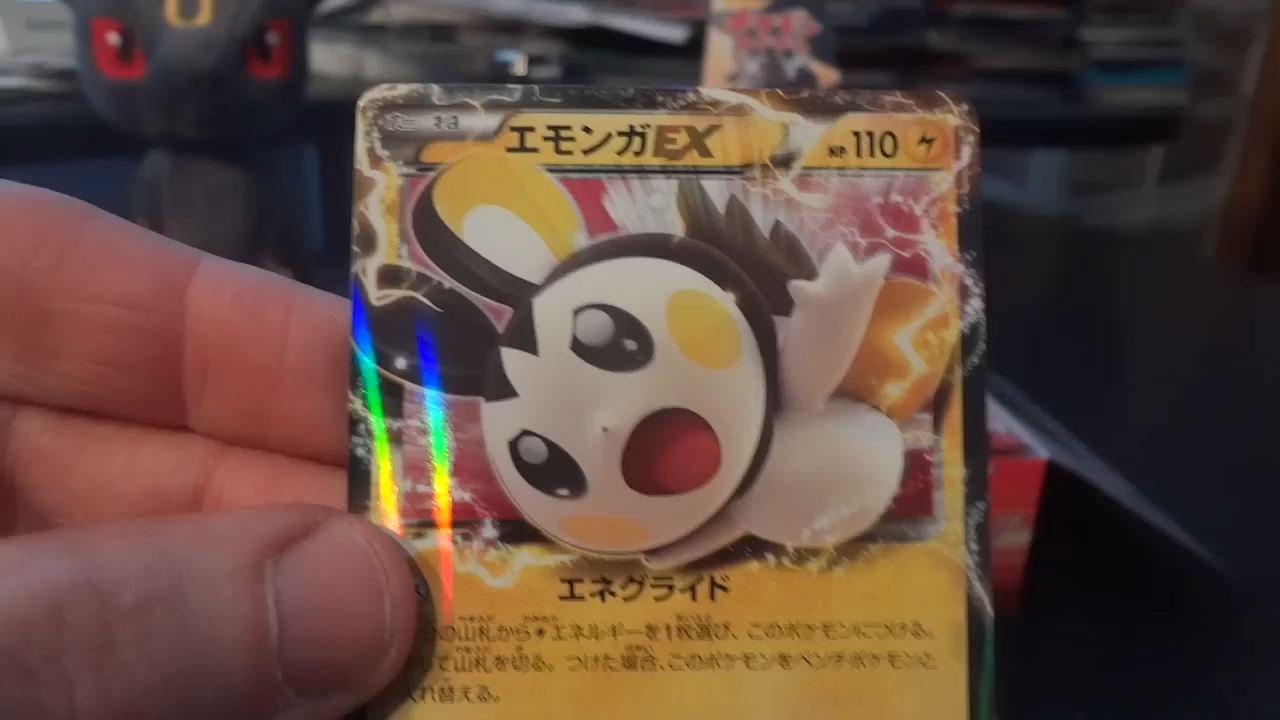 たね エモンガEX HP 110
エネグライド
の山札からエネルギーを1枚選び、このポケモンにつける。
して山札を切る。つけた場合、このポケモンをベンチポケモンと
入れ替える。